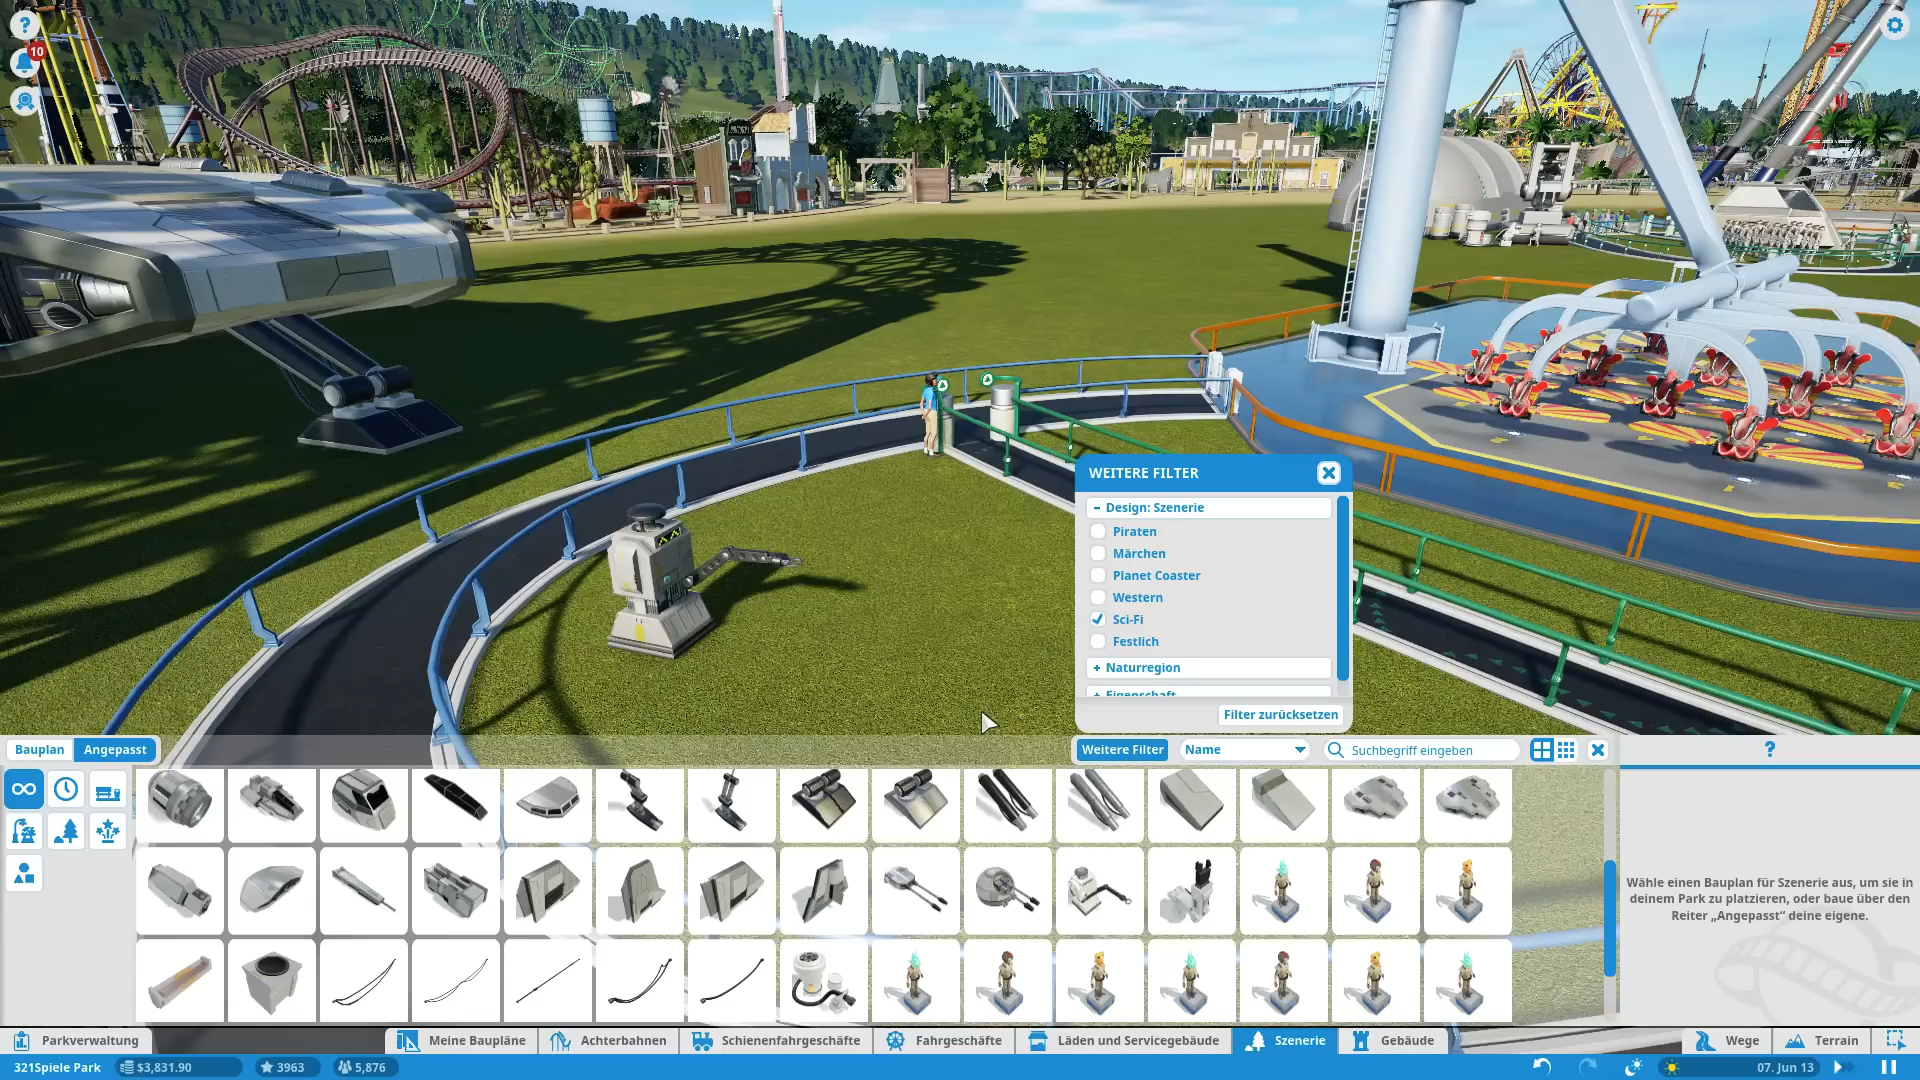 10
WEITERE FILTER
Design: Szenerie
Piraten
Märchen
Planet Coaster
Western
Sci-Fi
Festlich
Naturregion
Eigenschaft
Filter zurücksetzen
Bauplan
Angepasst
Weitere Filter
Name
Suchbegriff eingeben
Wähle einen Bauplan für Szenerie aus, um sie in
deinem Park zu platzieren, oder baue über den
Reiter „Angepasst“ deine eigene.
Parkverwaltung
Meine Baupläne
Achterbahnen
Schienenfahrgeschäfte
Fahrgeschäfte
Läden und Servicegebäude
Szenerie
Gebäude
Wege
Terrain
321Spiele Park
$3,831.90
3963
5,876
07. Jun 13